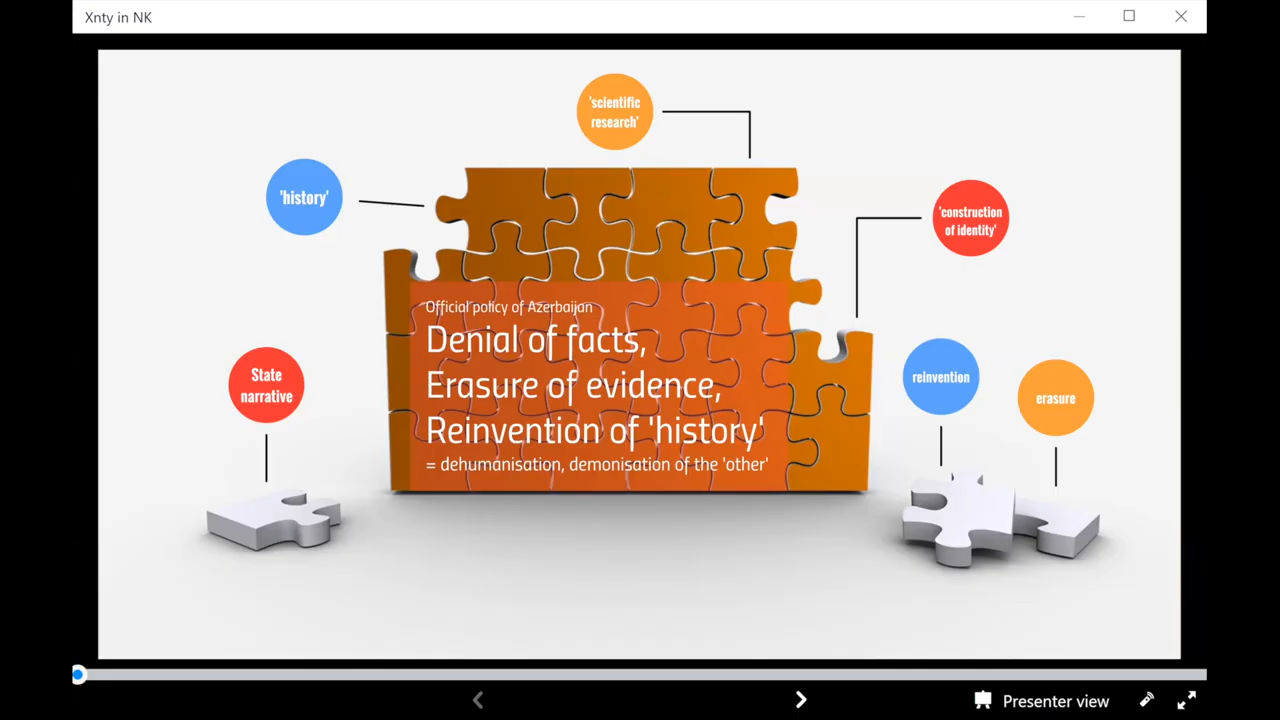 Xnty in NK
'scientific
research'
'history'
'construction
of identity'
Official policy of Azerbaijan
Denial of facts,
Erasure of evidence,
Reinvention of 'history'
= dehumanisation, demonisation of the 'other'
State
narrative
reinvention
erasure
Presenter view